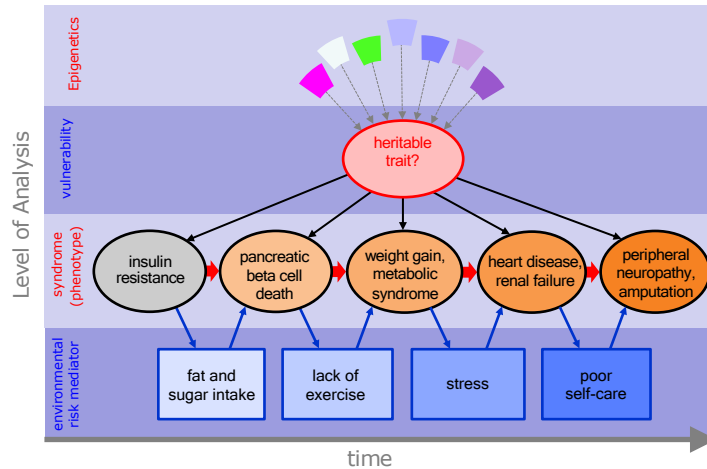 Level of Analysis
Epigenetics
vulnerability
heritable
trait?
syndrome
(phenotype)
insulin
resistance
pancreatic
beta cell
death
weight gain,
metabolic
syndrome
heart disease,
renal failure
peripheral
neuropathy,
amputation
environmental
risk mediator
fat and
sugar intake
lack of
exercise
stress
poor
self-care
time